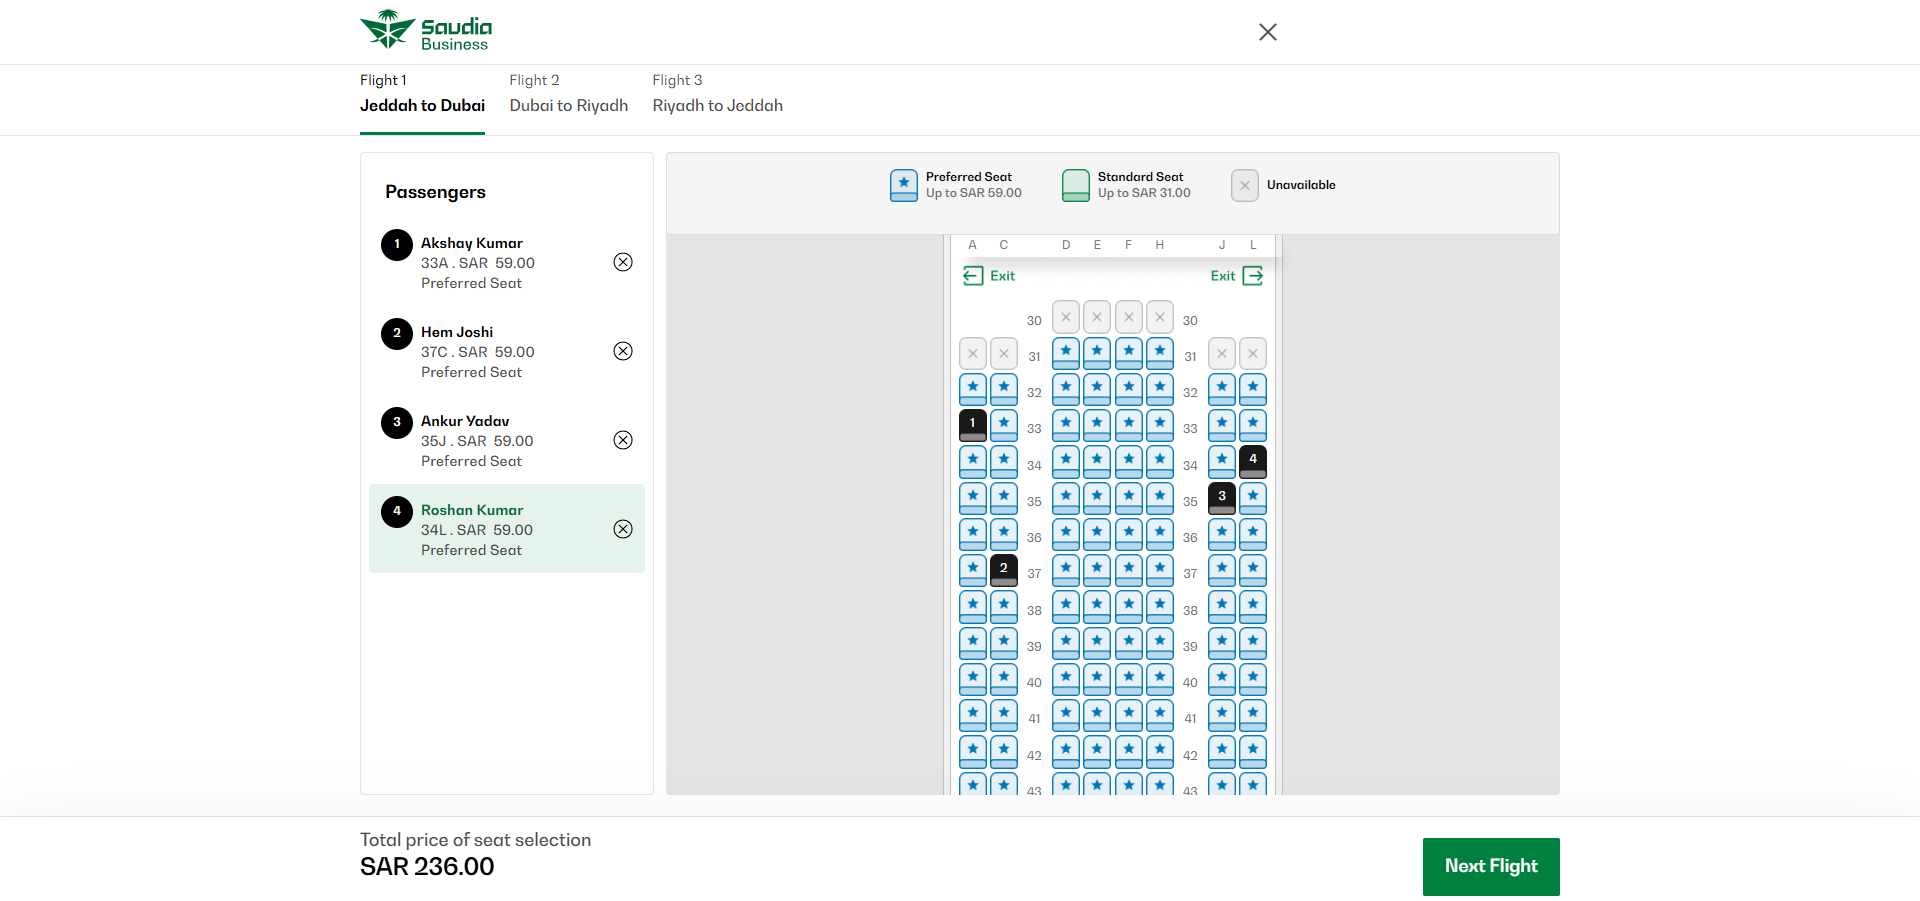 Saudia
Business
Flight 1
Jeddah to Dubai
Flight 2
Dubai to Riyadh
Flight 3
Riyadh to Jeddah
Passengers
1
Akshay Kumar
33A . SAR 59.00
Preferred Seat
2
Hem Joshi
37C . SAR 59.00
Preferred Seat
3
Ankur Yadav
35J . SAR 59.00
Preferred Seat
4
Roshan Kumar
34L . SAR 59.00
Preferred Seat
Preferred Seat
Up to SAR 59.00
Standard Seat
Up to SAR 31.00
Unavailable
A C D E F H J L
Exit Exit
30 30
31 31
32 32
1 33 33
34 34 4
35 35 3
36 36
2 37 37
38 38
39 39
40 40
41 41
42 42
43 43
Total price of seat selection
SAR 236.00
Next Flight